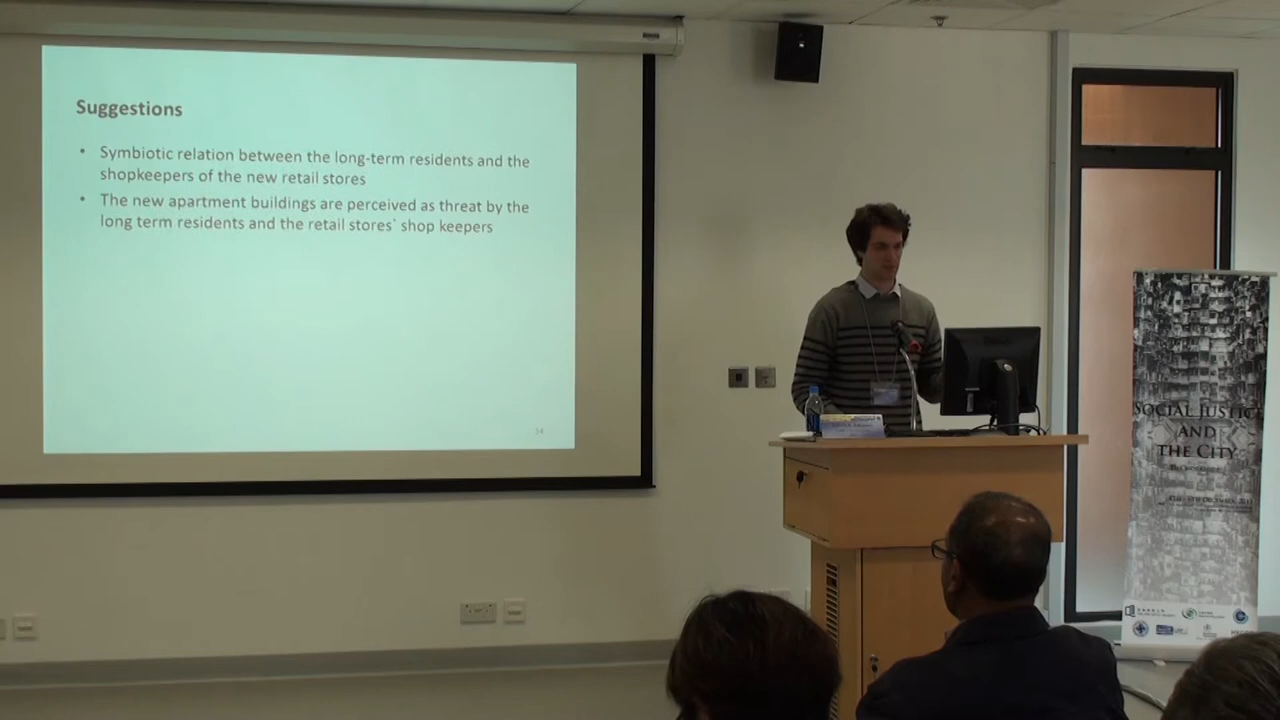 Suggestions
• Symbiotic relation between the long-term residents and the
shopkeepers of the new retail stores
• The new apartment buildings are perceived as threat by the
long term residents and the retail stores` shop keepers
34
SOCIAL JUSTICE
AND
THE CITY